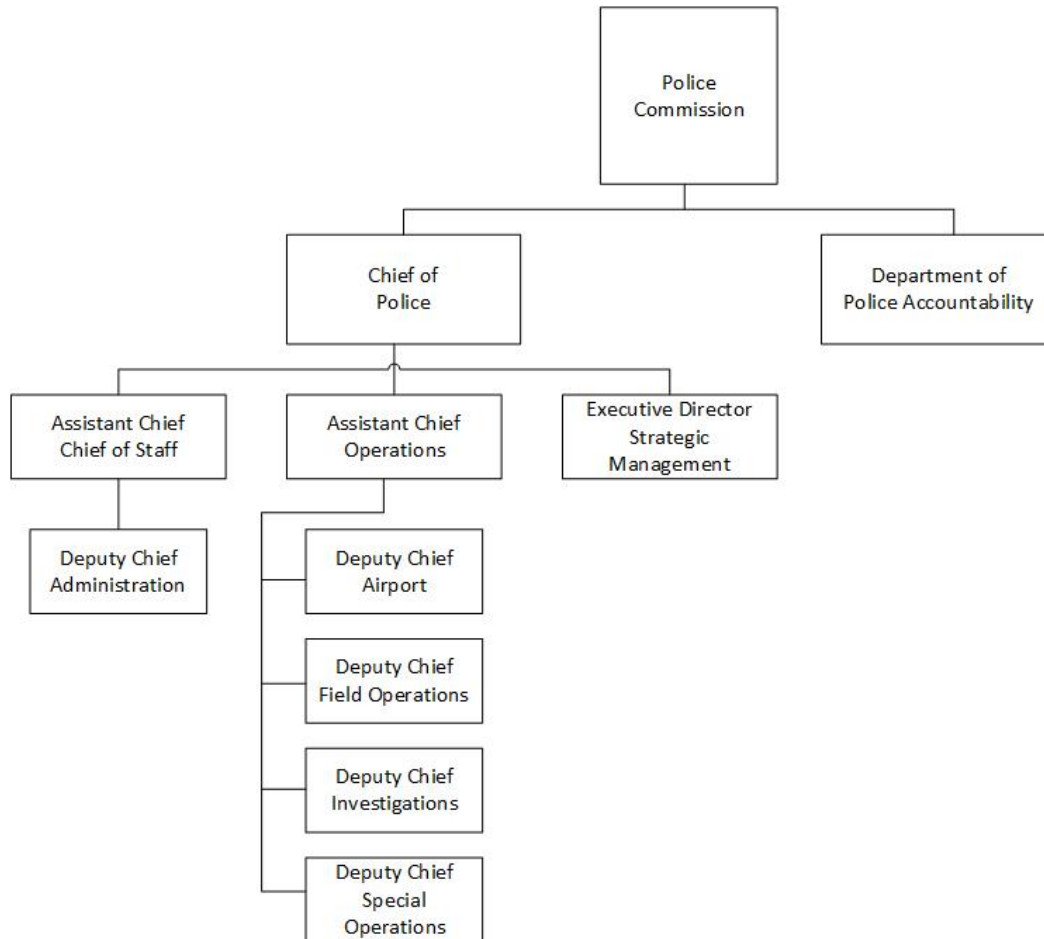 Police
Commission
Chief of
Police
Department of
Police Accountability
Assistant Chief
Chief of Staff
Assistant Chief
Operations
Executive Director
Strategic
Management
Deputy Chief
Administration
Deputy Chief
Airport
Deputy Chief
Field Operations
Deputy Chief
Investigations
Deputy Chief
Special
Operations